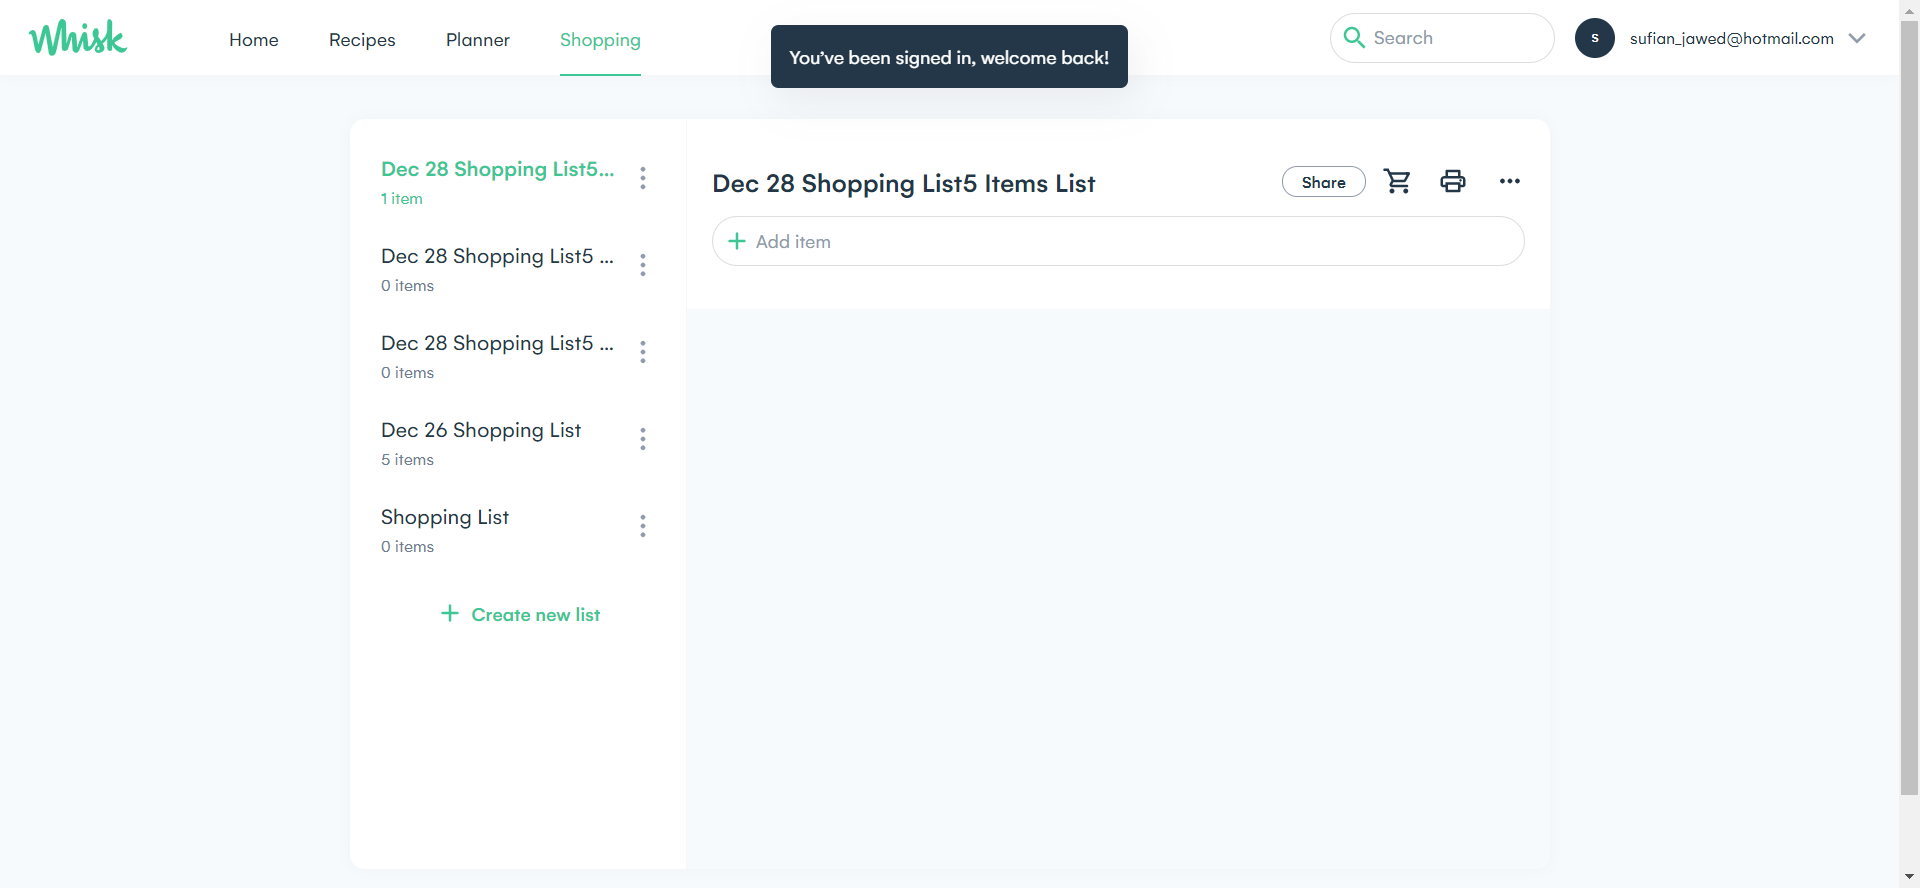 Whisk
Home
Recipes
Planner
Shopping
You've been signed in, welcome back!
Search
S
sufian_jawed@hotmail.com
Dec 28 Shopping List5...
1 item
Dec 28 Shopping List5 ...
0 items
Dec 28 Shopping List5 ...
0 items
Dec 26 Shopping List
5 items
Shopping List
0 items
Create new list
Dec 28 Shopping List5 Items List
Share
Add item